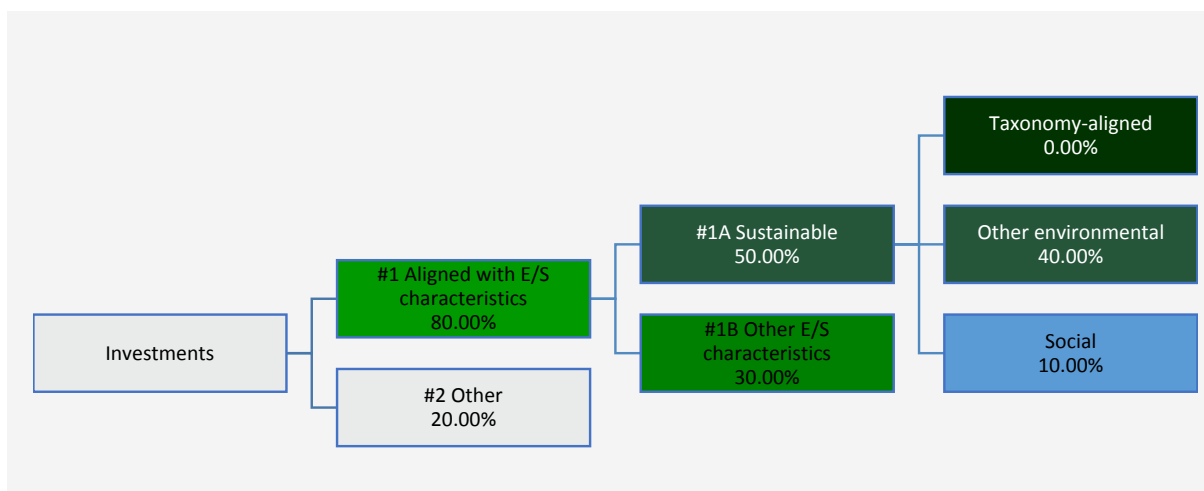 Investments
#1 Aligned with E/S
characteristics
80.00%
#2 Other
20.00%
#1A Sustainable
50.00%
#1B Other E/S
characteristics
30.00%
Taxonomy-aligned
0.00%
Other environmental
40.00%
Social
10.00%